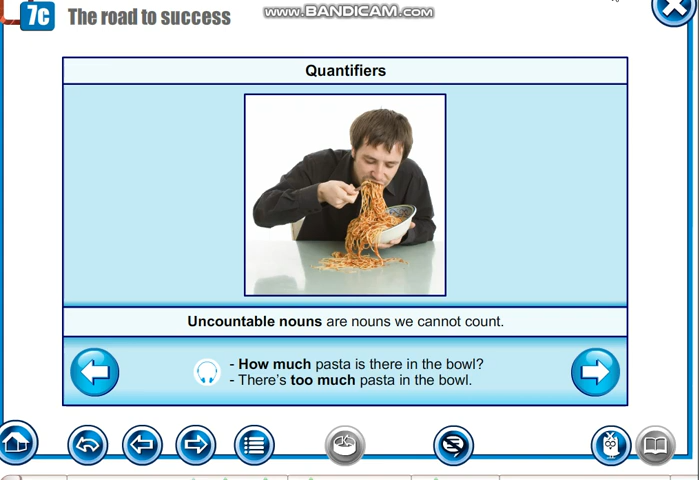 www.BANDICAM.com
7c The road to success
Quantifiers
Uncountable nouns are nouns we cannot count.
- How much pasta is there in the bowl?
- There's too much pasta in the bowl.